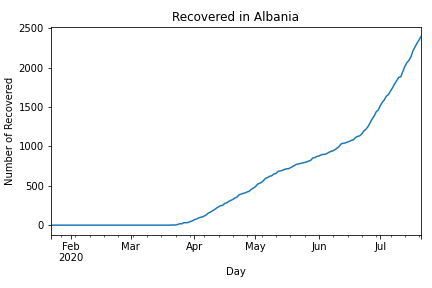 Recovered in Albania
Number of Recovered
2500
2000
1500
1000
500
0
Feb
2020
Mar
Apr
May
Jun
Jul
Day